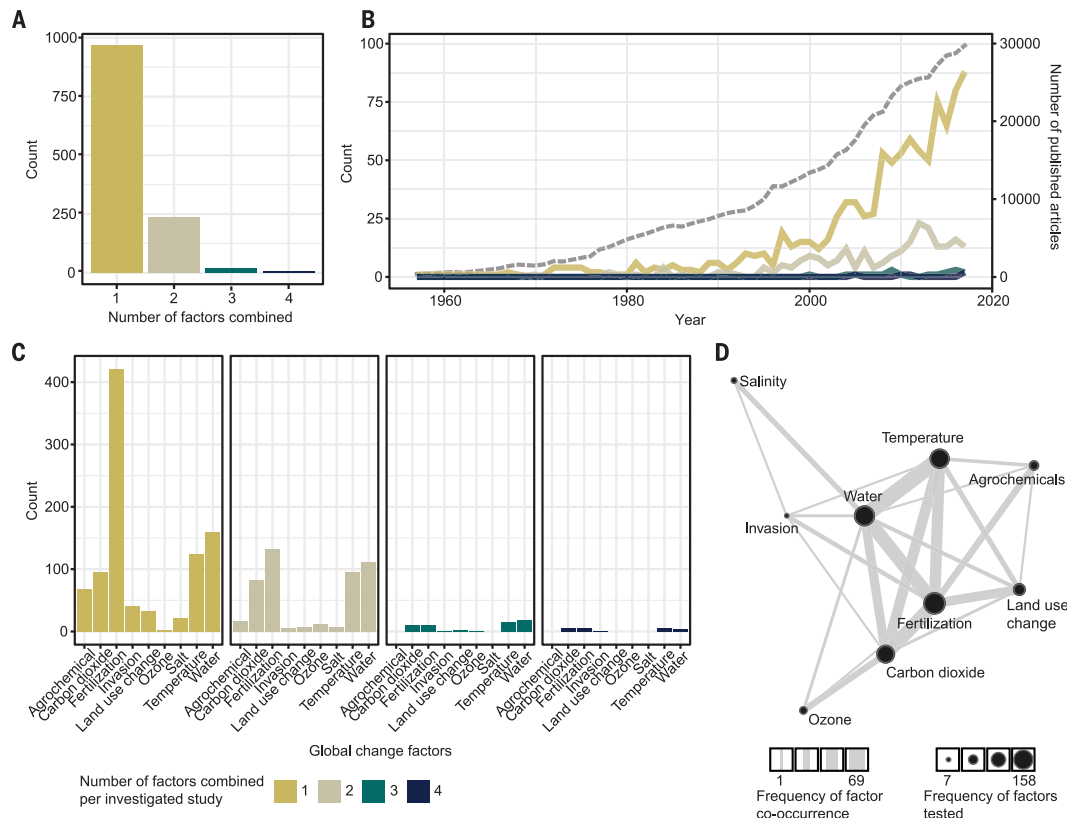 A
1000
750
500
250
0
Count
1
2
3
4
Number of factors combined
B
100
75
50
25
0
Count
30000
20000
10000
0
Number of published articles
1960
1980
2000
2020
Year
C
400
300
200
100
0
Count
Agrochemical
Carbon dioxide
Fertilization
Invasion
Land use change
Ozone
Salt
Temperature
Water
Agrochemical
Carbon dioxide
Fertilization
Invasion
Land use change
Ozone
Salt
Temperature
Water
Agrochemical
Carbon dioxide
Fertilization
Invasion
Land use change
Ozone
Salt
Temperature
Water
Agrochemical
Carbon dioxide
Fertilization
Invasion
Land use change
Ozone
Salt
Temperature
Water
Global change factors
Number of factors combined
per investigated study
1
2
3
4
D
Salinity
Temperature
Agrochemicals
Water
Invasion
Land use
change
Fertilization
Carbon dioxide
Ozone
1
69
Frequency of factor
co-occurrence
7
158
Frequency of factors
tested